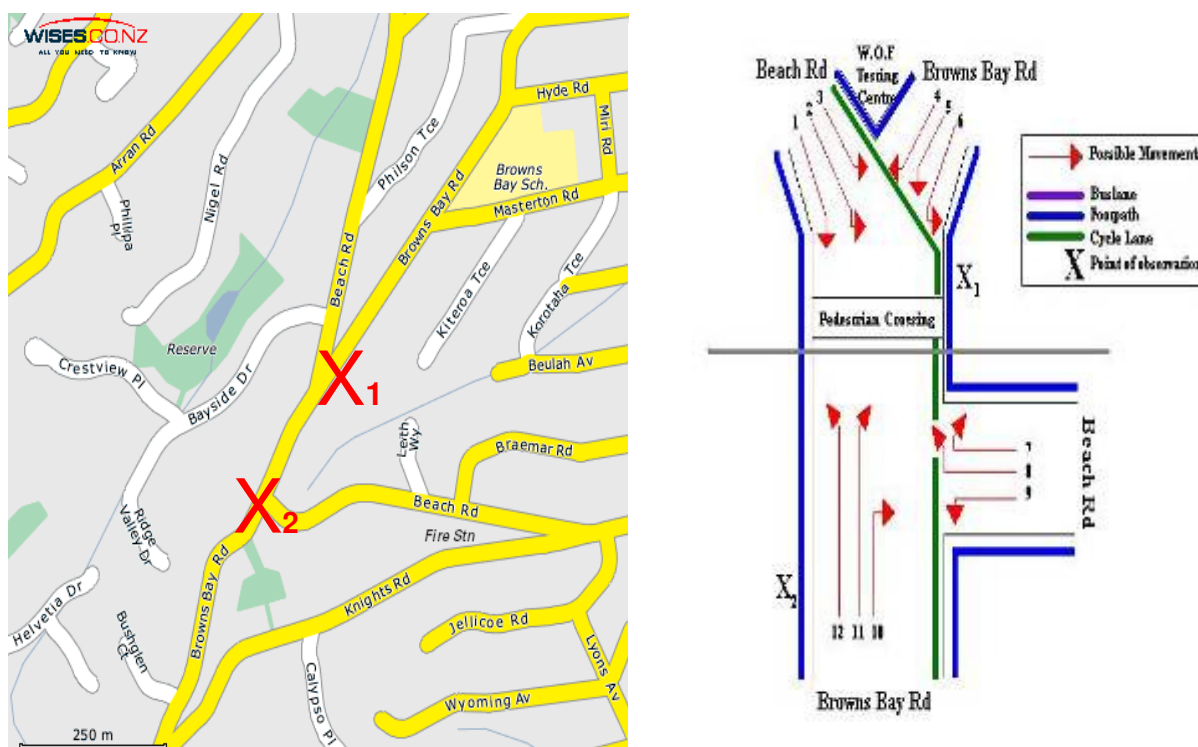 WISES CO.NZ
ALL YOU NEED TO KNOW
Arran Rd
Phillipa Pl
Nigel Rd
Philson Tce
Hyde Rd
Miri Rd
Browns
Bay Sch.
Masterton Rd
Browns Bay Rd
Beach Rd
Kiteroa Tce
Korotaha Tce
Reserve
Crestview Pl
Bayside Dr
X1
Beulah Av
Leith
Wy
Braemar Rd
X2
Beach Rd
Fire Stn
Ridge
Valley Dr
Browns Bay Rd
Knights Rd
Helvetia Dr
Bushglen
Ct
Jellicoe Rd
Lyons Av
Calypso Pl
Wyoming Av
250 m
Beach Rd
W.O.F
Testing
Centre
Browns Bay Rd
1
2
3
4
5
6
Possible Movement
Buslane
Footpath
Cycle Lane
X Point of observation
X1
Pedestrian Crossing
7
8
9
Beach Rd
X2
12 11 10
Browns Bay Rd